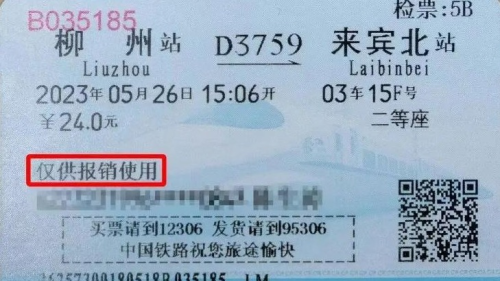 检票:5B
B035185
柳州站 D3759 来宾北站
Liuzhou Laibinbei
2023年05月26日15:06开 03车15F号
￥24.0元 二等座
仅供报销使用
买票请到12306 发货请到95306
中国铁路祝您旅途愉快